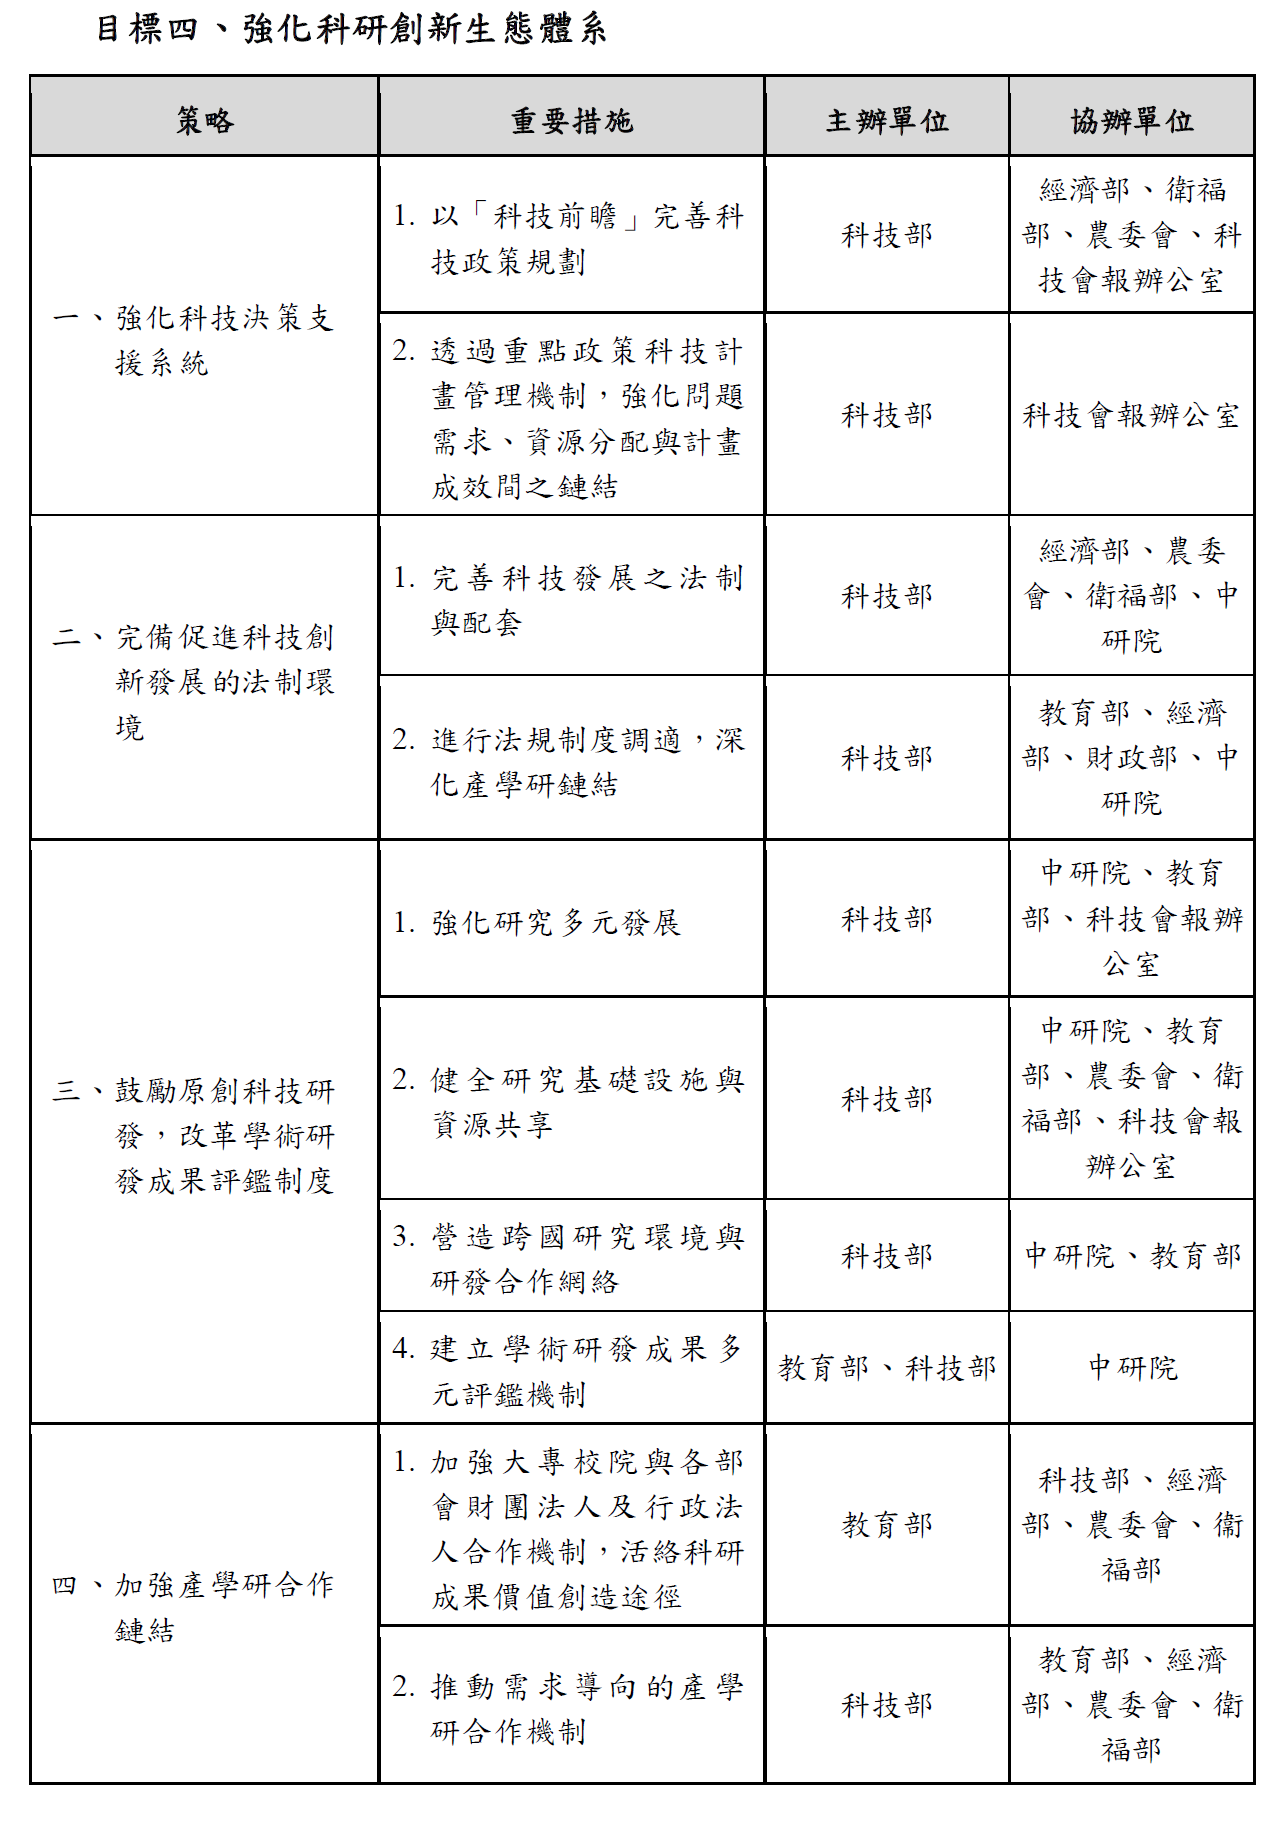 目標四、強化科研創新生態體系
策略
重要措施
主辦單位
協辦單位
一、強化科技決策支
援系統
1. 以「科技前瞻」完善科
技政策規劃
科技部
經濟部、衛福
部、農委會、科
技會報辦公室
2. 透過重點政策科技計
畫管理機制，強化問題
需求、資源分配與計畫
成效間之鏈結
科技部
科技會報辦公室
二、完備促進科技創
新發展的法制環
境
1. 完善科技發展之法制
與配套
科技部
經濟部、農委
會、衛福部、中
研院
2. 進行法規制度調適，深
化產學研鏈結
科技部
教育部、經濟
部、財政部、中
研院
三、鼓勵原創科技研
發，改革學術研
發成果評鑑制度
1. 強化研究多元發展
科技部
中研院、教育
部、科技會報辦
公室
2. 健全研究基礎設施與
資源共享
科技部
中研院、教育
部、農委會、衛
福部、科技會報
辦公室
3. 營造跨國研究環境與
研發合作網絡
科技部
中研院、教育部
4. 建立學術研發成果多
元評鑑機制
教育部、科技部
中研院
四、加強產學研合作
鏈結
1. 加強大專校院與各部
會財團法人及行政法
人合作機制，活絡科研
成果價值創造途徑
教育部
科技部、經濟
部、農委會、衛
福部
2. 推動需求導向的產學
研合作機制
科技部
教育部、經濟
部、農委會、衛
福部